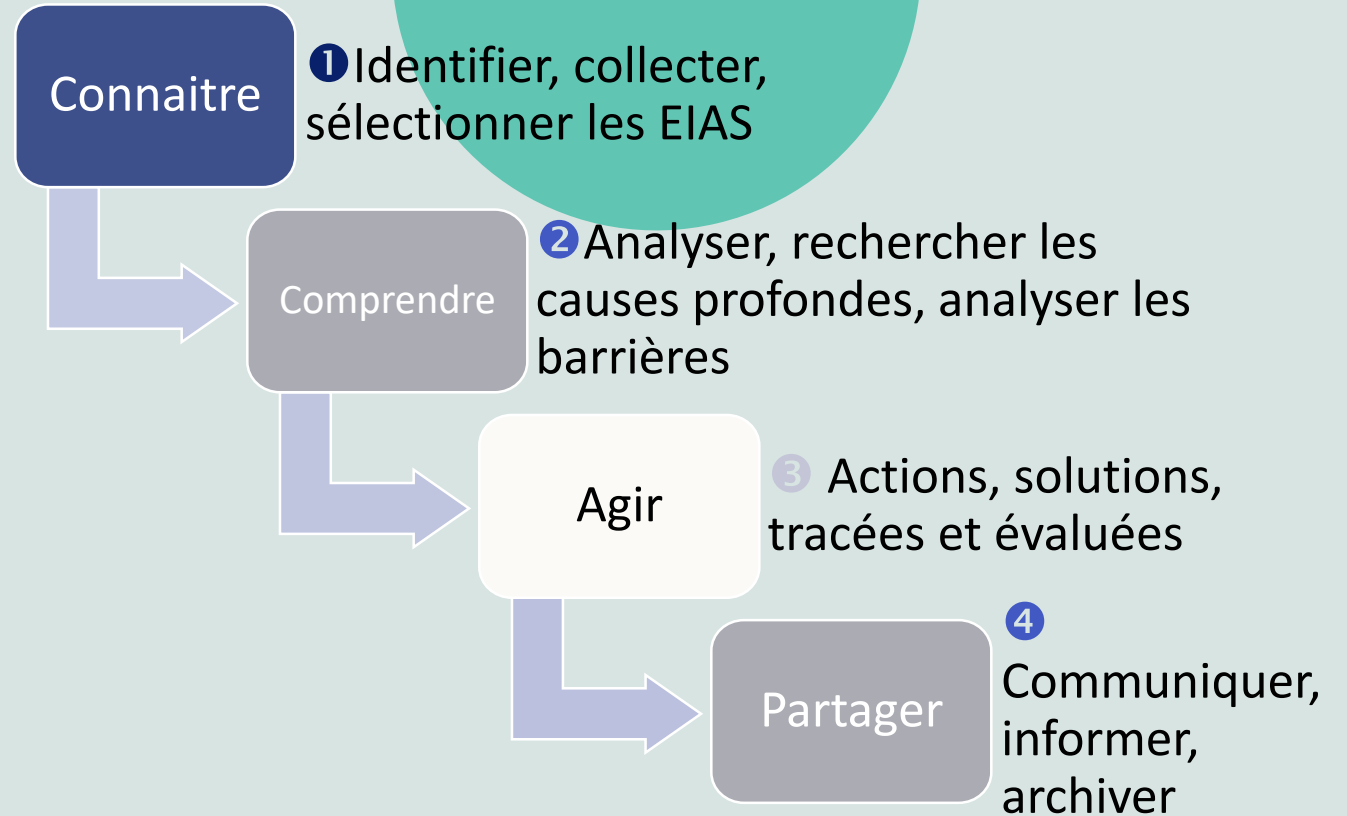 Connaitre
❶Identifier, collecter,
sélectionner les EIAS
Comprendre
❷Analyser, rechercher les
causes profondes, analyser les
barrières
Agir
❸ Actions, solutions,
tracées et évaluées
Partager
❹
Communiquer,
informer,
archiver